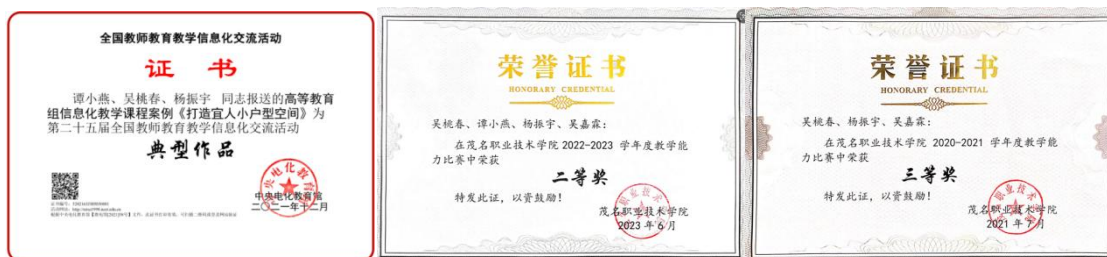 全国教师教育教学信息化交流活动
证 书
谭小燕、吴桃春、杨振宇 同志报送的高等教育
组信息化教学课程案例《打造宜人小户型空间》为
第二十五届全国教师教育教学信息化交流活动
典型作品
中央电化教育馆
二〇二一年十二月
荣誉证书
HONORARY CREDENTIAL
吴桃春、谭小燕、杨振宇、吴嘉霖：
在茂名职业技术学院 2022-2023 学年度教学能
力比赛中荣获
二等奖
特发此证，以资鼓励！
茂名职业技术学院
2023 年 6 月
荣誉证书
HONORARY CREDENTIAL
吴桃春、杨振宇、吴嘉霖：
在茂名职业技术学院 2020-2021 学年度教学能
力比赛中荣获
三等奖
特发此证，以资鼓励！
茂名职业技术学院
2021 年 7 月